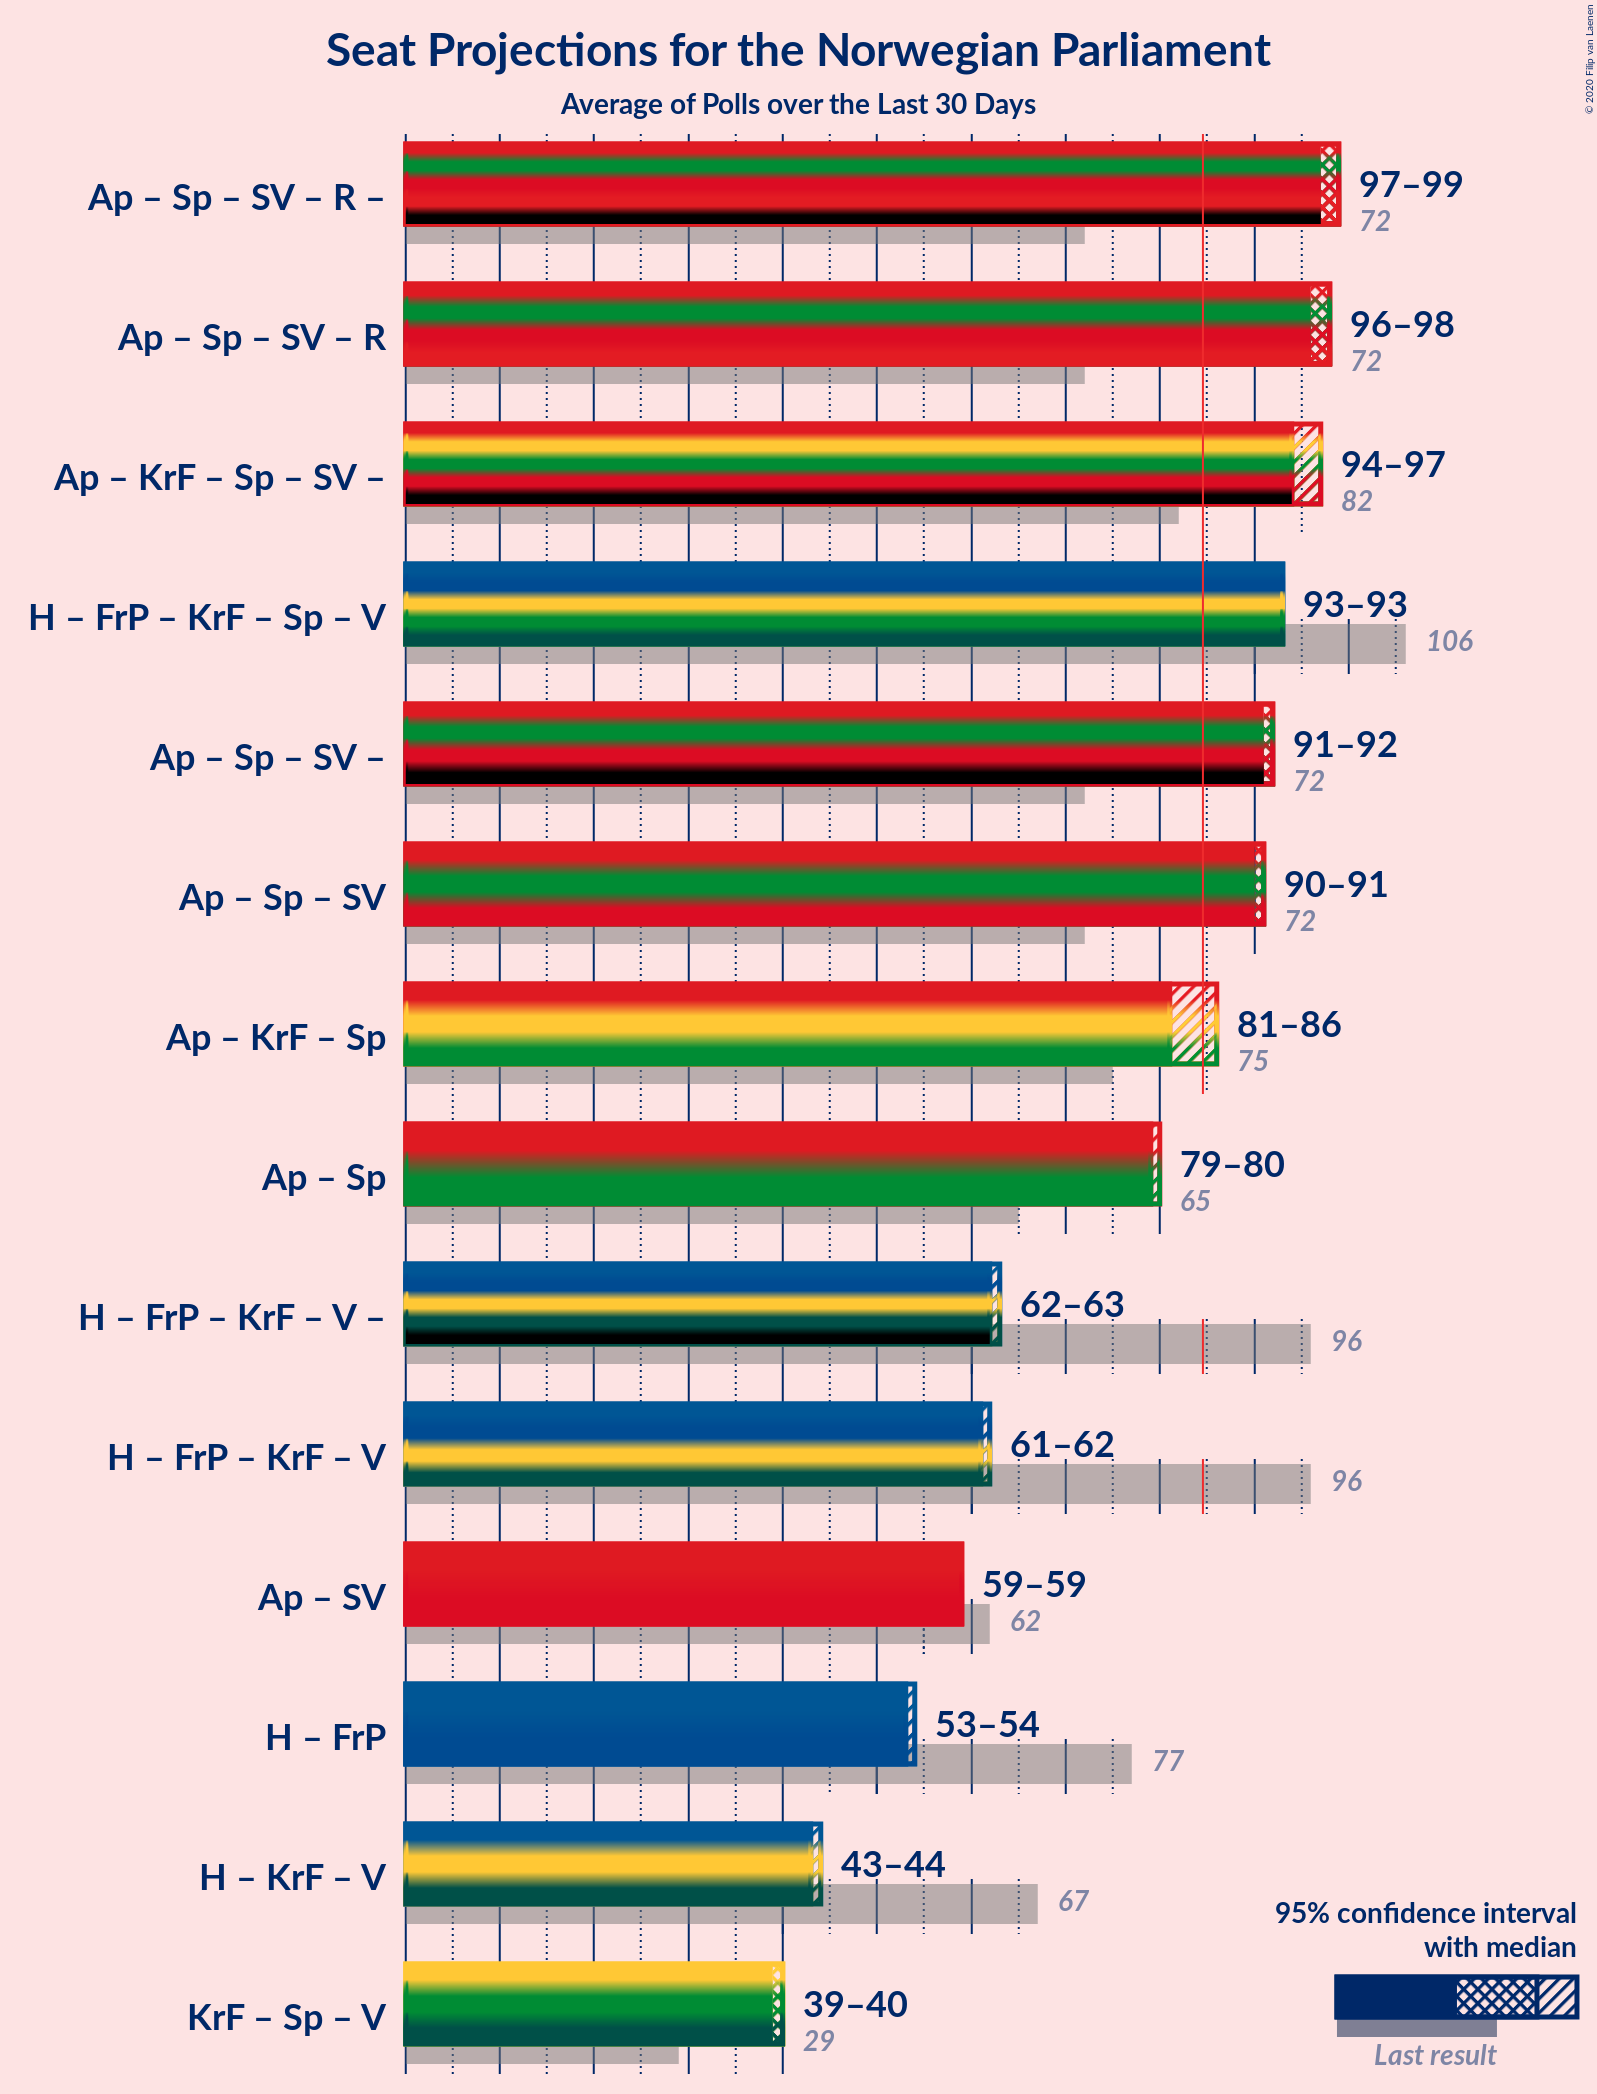 Seat Projections for the Norwegian Parliament
Average of Polls over the Last 30 Days
© 2020 Filip van Laenen
Ap – Sp – SV – R –
97–99
72
Ap – Sp – SV – R
96–98
72
Ap – KrF – Sp – SV –
94–97
82
H – FrP – KrF – Sp – V
93–93
106
Ap – Sp – SV –
91–92
72
Ap – Sp – SV
90–91
72
Ap – KrF – Sp
81–86
75
Ap – Sp
79–80
65
H – FrP – KrF – V –
62–63
96
H – FrP – KrF – V
61–62
96
Ap – SV
59–59
62
H – FrP
53–54
77
H – KrF – V
43–44
67
KrF – Sp – V
39–40
29
95% confidence interval
with median
Last result